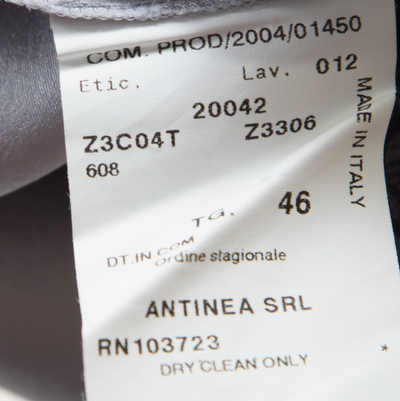 COM. PROD/2004/01450
Etic. Lav. 012
20042
Z3C04T Z3306
608
MADE IN ITALY
TG. 46
DT.IN COM
ordine stagionale
ANTINEA SRL
RN103723
DRY CLEAN ONLY
*